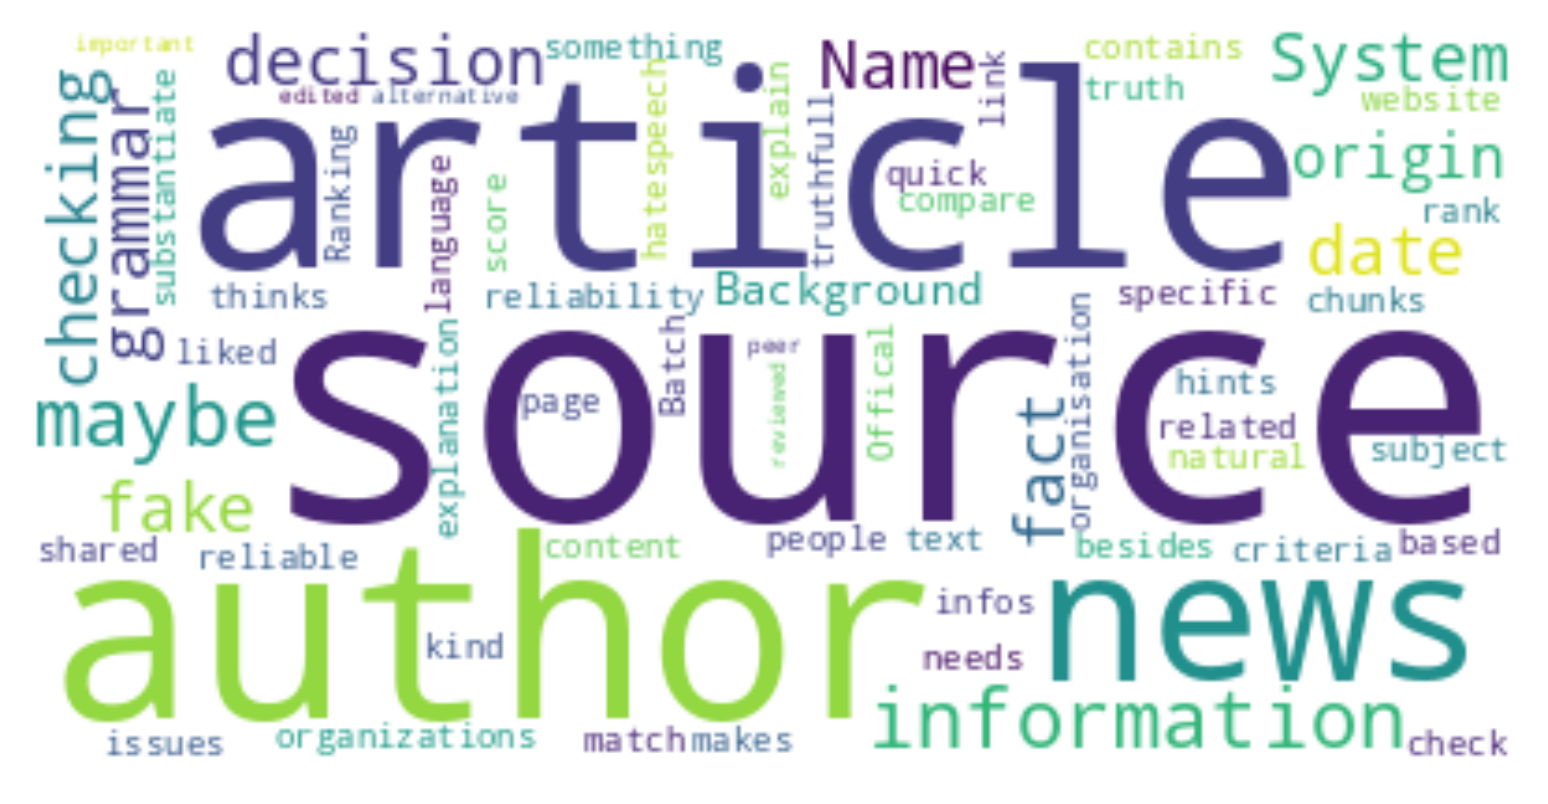 important
decision
something
Name
contains
System
edited
alternative
link
truth
website
checking
grammar
substantiate
article
Ranking
language
score
hatespeech
explain
truthfull
quick
compare
origin
rank
date
thinks
reliability
Background
specific
chunks
liked
source
explanation
page
Batch
peer
reviewed
Offical
fact
organisation
hints
related
natural
subject
maybe
fake
shared
reliable
content
people
text
besides
criteria
based
author
kind
infos
needs
news
information
issues
organizations
match
makes
check